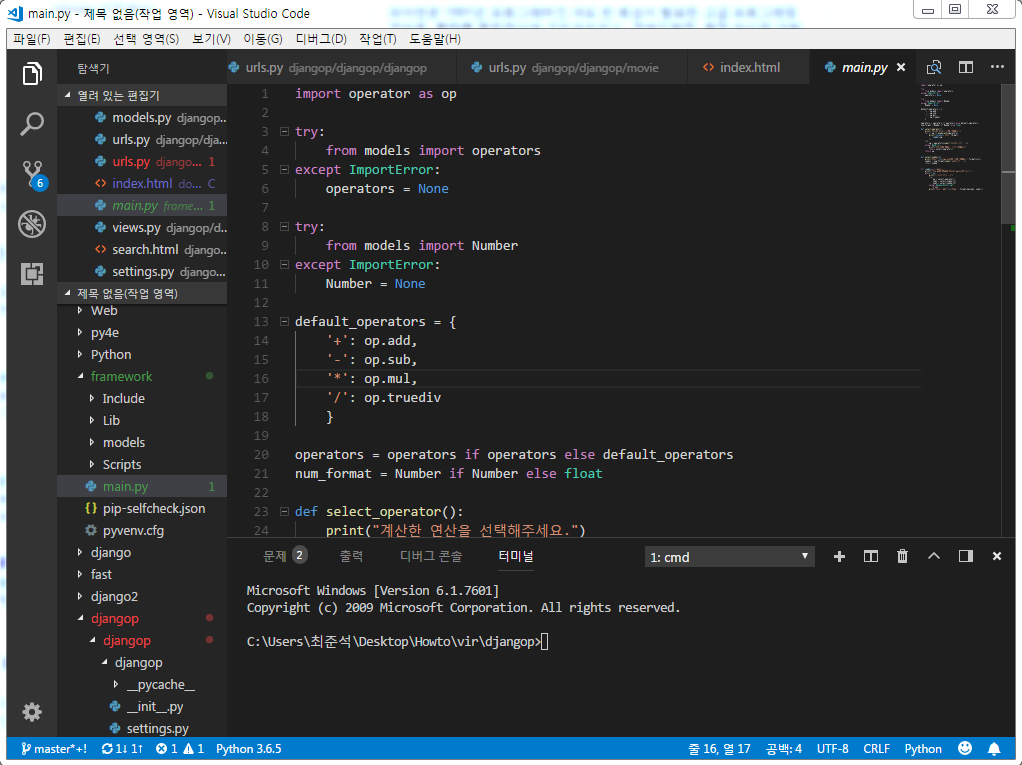 main.py - 제목 없음(작업 영역) - Visual Studio Code
파일(F) 편집(E) 선택 영역(S) 보기(V) 이동(G) 디버그(D) 작업(T) 도움말(H)
탐색기
urls.py djangop/django/djangop
urls.py djangop/django/movie
index.html
main.py
열려 있는 편집기
models.py djangop...
urls.py djangop/dja...
urls.py django... 1
index.html do... C
main.py frame... 1
views.py djangop/d...
search.html djangop...
settings.py django...
6
제목 없음(작업 영역)
Web
py4e
Python
framework
Include
Lib
models
Scripts
main.py 1
pip-selfcheck.json
pyvenv.cfg
django
fast
django2
djangop
djangop
djangop
__pycache__
__init__.py
settings.py
1 import operator as op
2
3 try:
4 from models import operators
5 except ImportError:
6 operators = None
7
8 try:
9 from models import Number
10 except ImportError:
11 Number = None
12
13 default_operators = {
14 '+': op.add,
15 '-': op.sub,
16 '*': op.mul,
17 '/': op.truediv
18 }
19
20 operators = operators if operators else default_operators
21 num_format = Number if Number else float
22
23 def select_operator():
24 print("계산한 연산을 선택해주세요.")
문제 2 출력 디버그 콘솔 터미널 1: cmd
Microsoft Windows [Version 6.1.7601]
Copyright (c) 2009 Microsoft Corporation. All rights reserved.
C:\Users\최준석\Desktop\Howto\vir\djangop>
master*+! 1↓ 1↑ 1 1 Python 3.6.5 줄 16, 열 17 공백: 4 UTF-8 CRLF Python